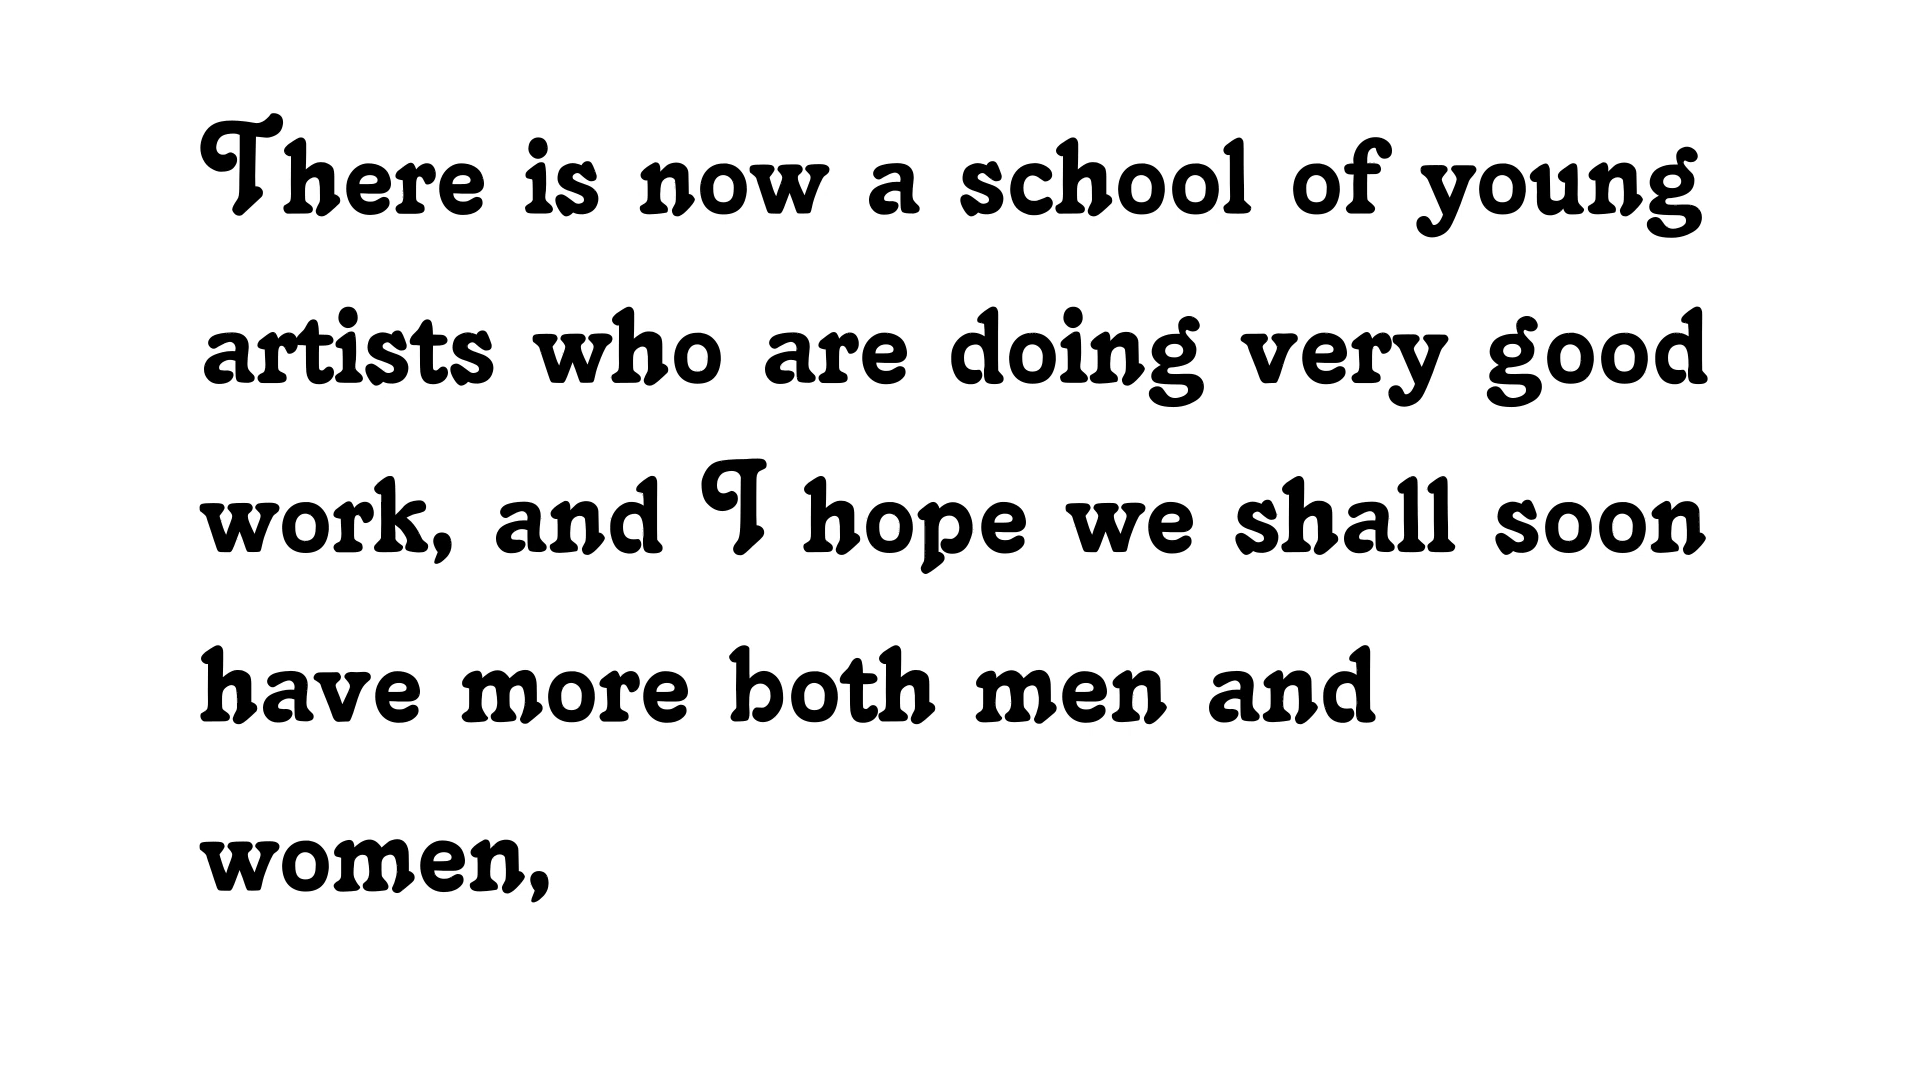 There is now a school of young
artists who are doing very good
work, and I hope we shall soon
have more both men and
women,